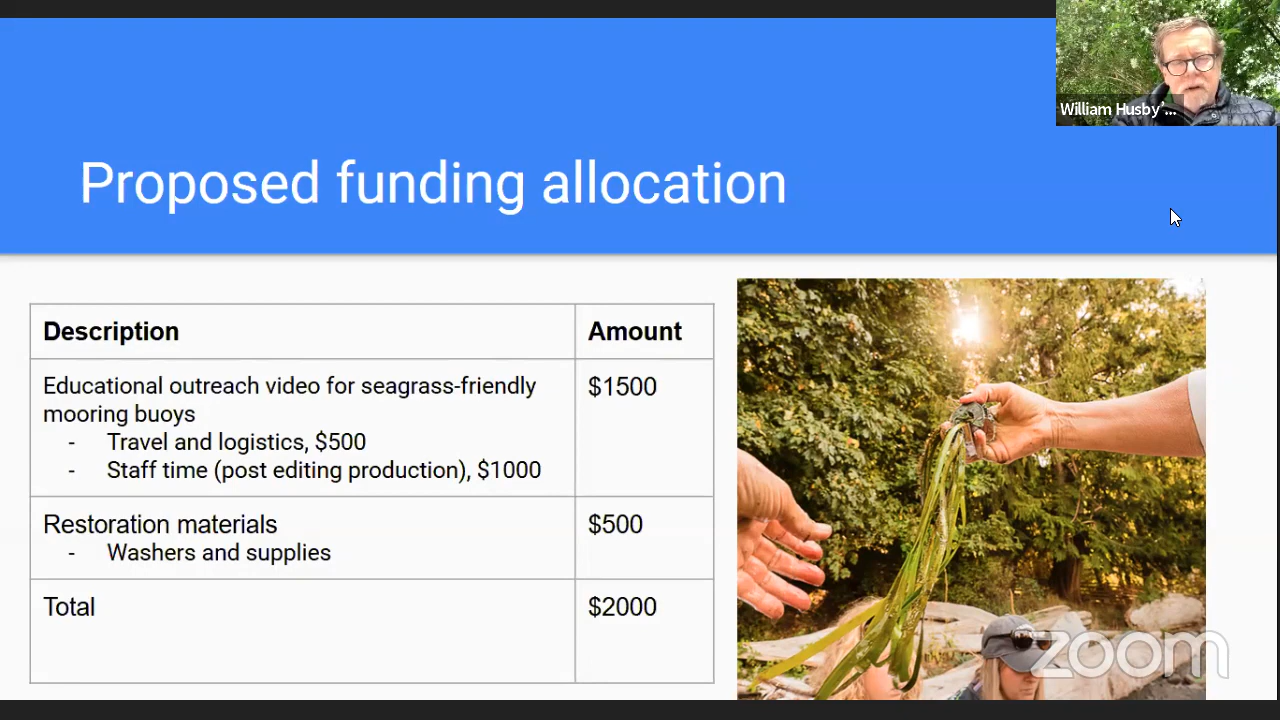 William Husby'...
Proposed funding allocation
Description Amount
Educational outreach video for seagrass-friendly $1500
mooring buoys
- Travel and logistics, $500
- Staff time (post editing production), $1000
Restoration materials $500
- Washers and supplies
Total $2000
zoom